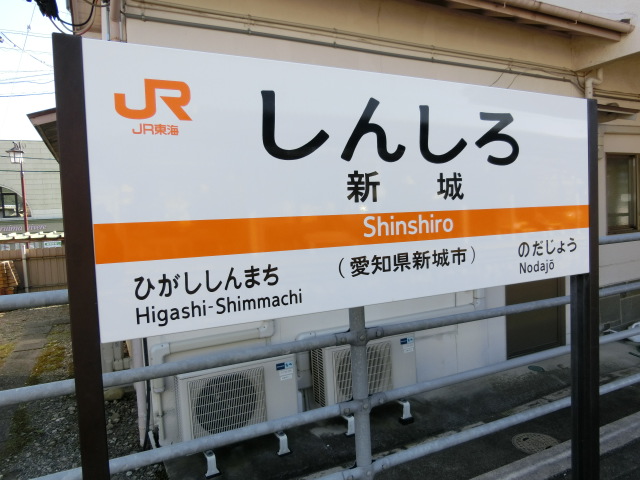 JR
JR東海
しんしろ
新城
Shinshiro
(愛知県新城市)
ひがししんまち
Higashi-Shimmachi
のだじょう
Nodajō